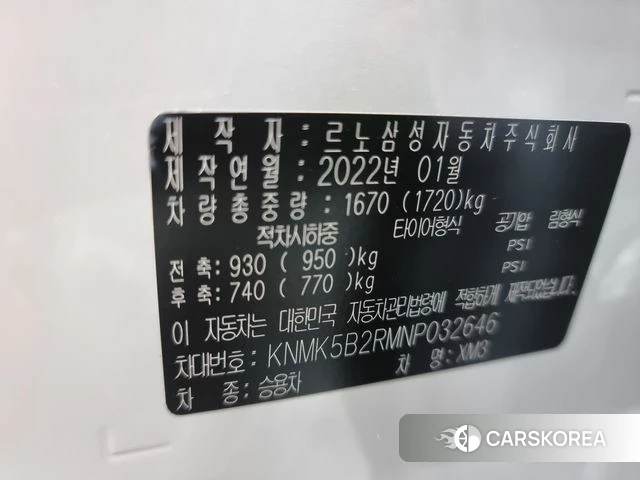 제 작 자 : 르노삼성자동차주식회사
제작연월 : 2022년 01월
차량총중량 : 1670 (1720)kg
적차시하중 타이어형식 공기압 림형식
PSI
전 축: 930 ( 950 )kg PSI
후 축: 740 ( 770 )kg
이 자동차는 대한민국 자동차관리법령에 적합하게 제작되었습니다.
차대번호: KNMK5B2RMNP032646
차 명: XM3
차 종: 승용차
CARSKOREA